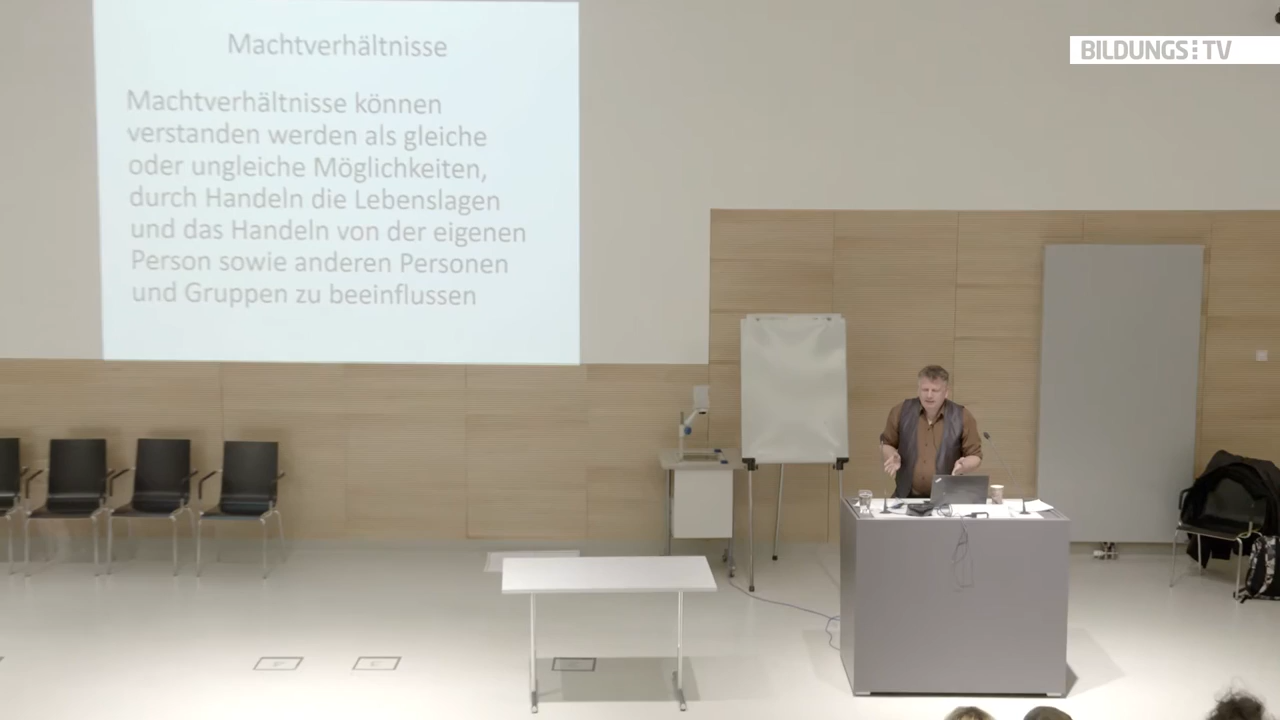 BILDUNGS TV
Machtverhältnisse
Machtverhältnisse können
verstanden werden als gleiche
oder ungleiche Möglichkeiten,
durch Handeln die Lebenslagen
und das Handeln von der eigenen
Person sowie anderen Personen
und Gruppen zu beeinflussen